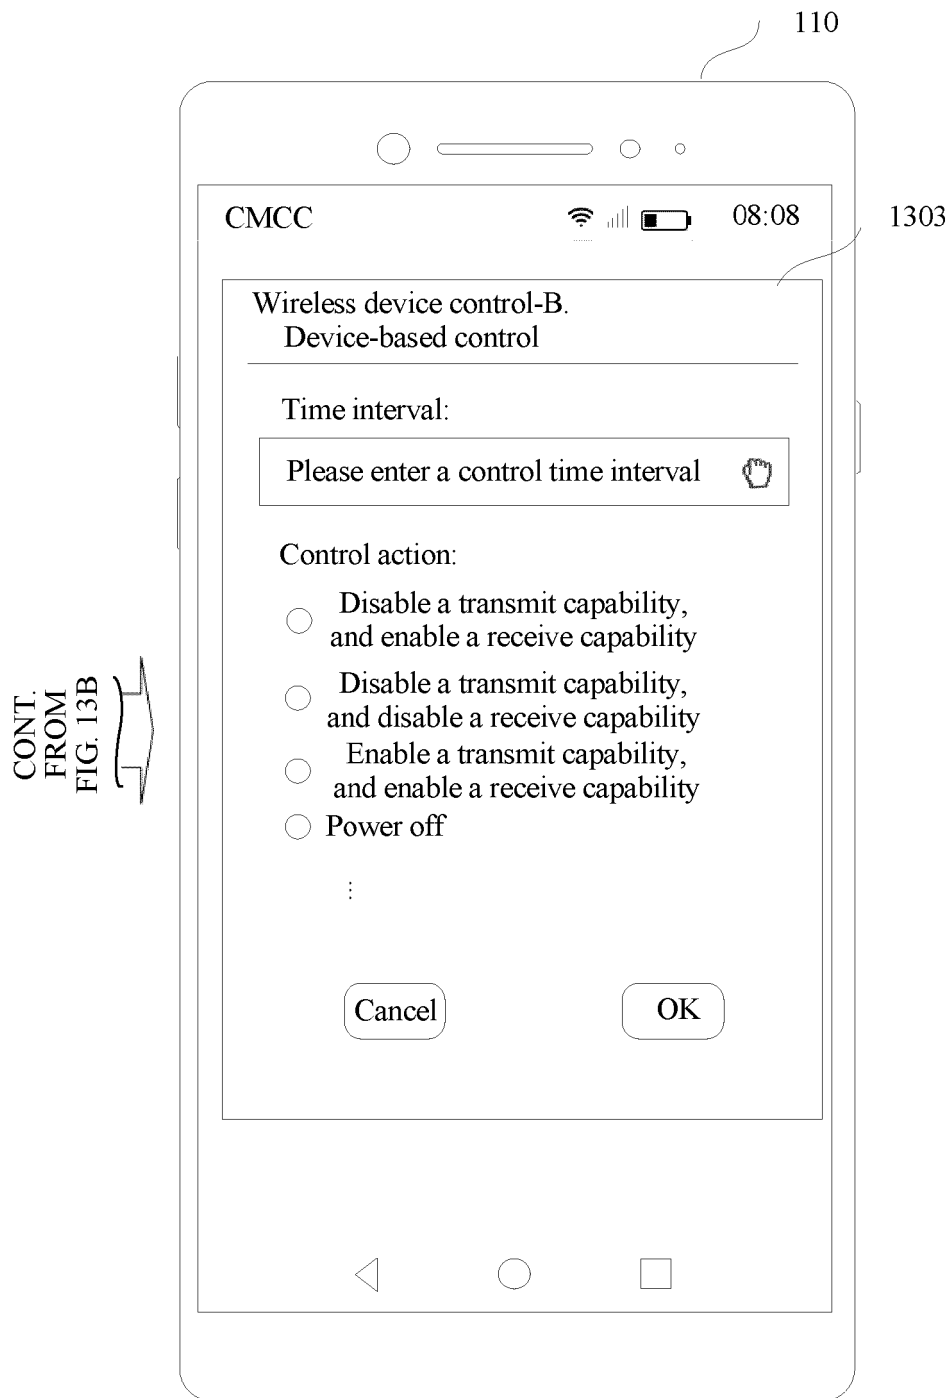 110
CMCC 08:08
1303
Wireless device control-B.
Device-based control
Time interval:
Please enter a control time interval
Control action:
Disable a transmit capability,
and enable a receive capability
Disable a transmit capability,
and disable a receive capability
Enable a transmit capability,
and enable a receive capability
Power off
⋮
Cancel OK
CONT.
FROM
FIG. 13B